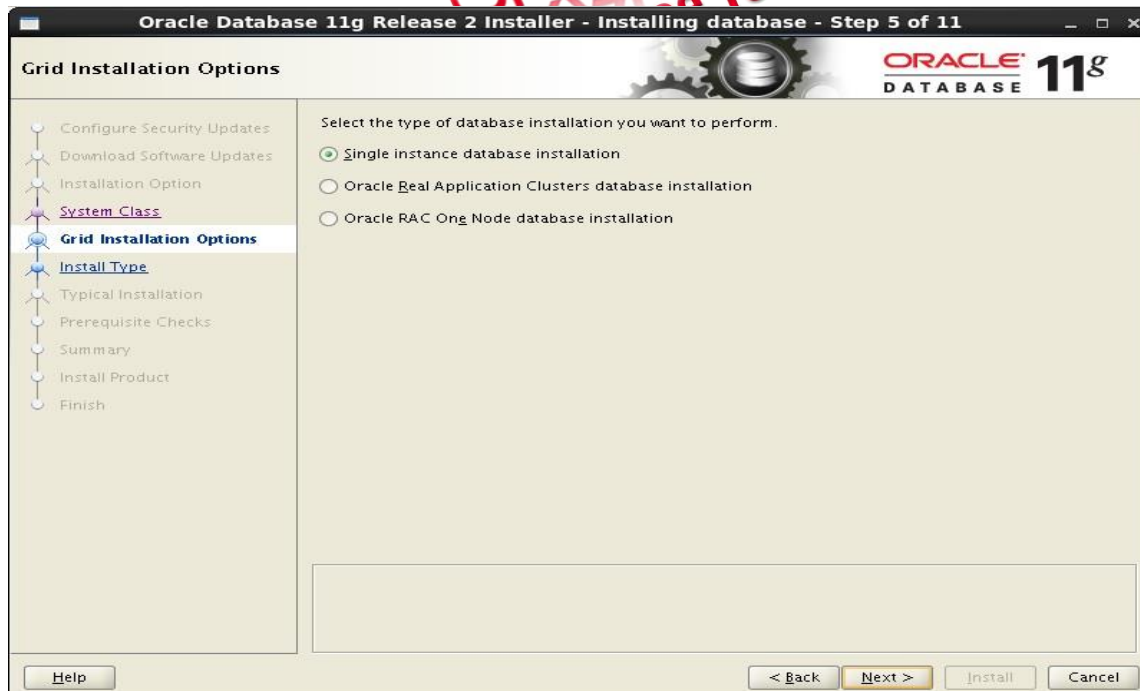 Oracle Database 11g Release 2 Installer - Installing database - Step 5 of 11
Grid Installation Options
ORACLE
DATABASE
11g
Configure Security Updates
Download Software Updates
Installation Option
System Class
Grid Installation Options
Install Type
Typical Installation
Prerequisite Checks
Summary
Install Product
Finish
Select the type of database installation you want to perform.
Single instance database installation
Oracle Real Application Clusters database installation
Oracle RAC One Node database installation
Help
< Back
Next >
Install
Cancel